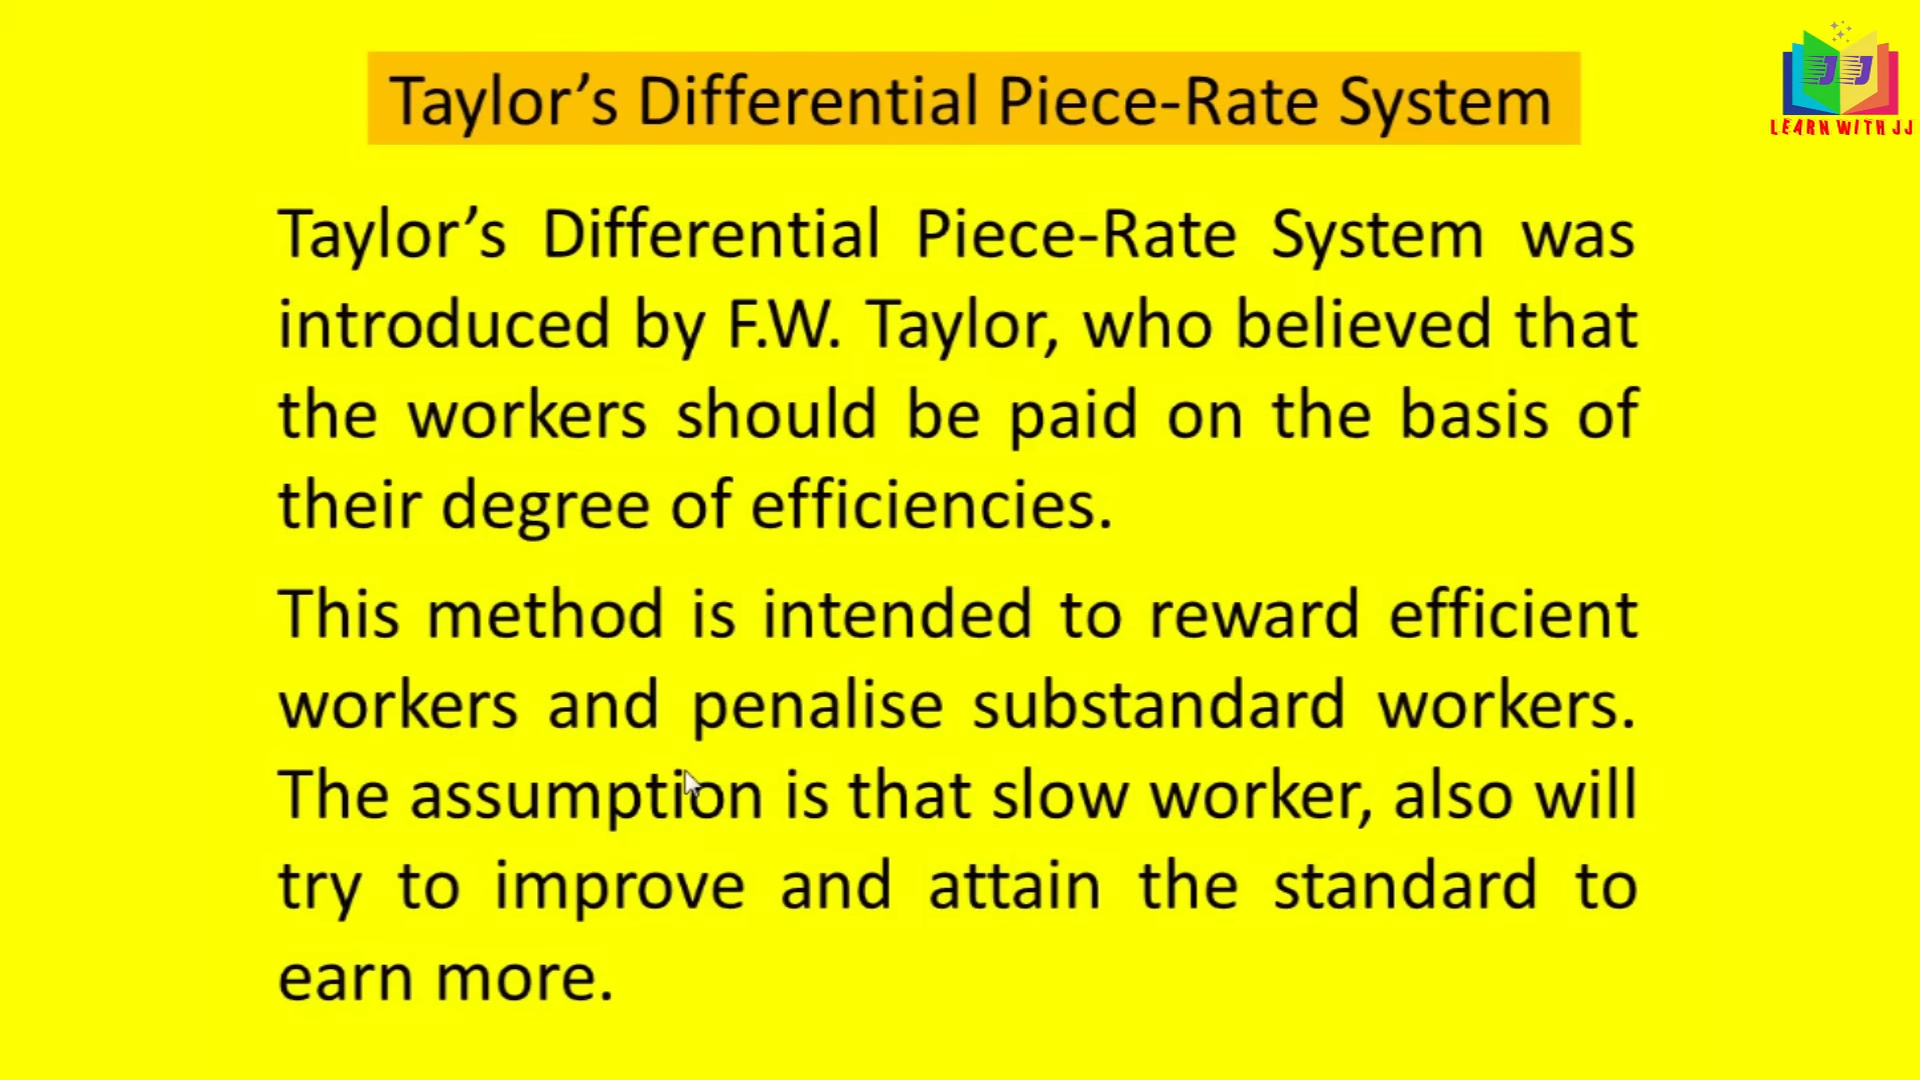 Taylor’s Differential Piece-Rate System
JJ
LEARN WITH JJ
Taylor’s Differential Piece-Rate System was
introduced by F.W. Taylor, who believed that
the workers should be paid on the basis of
their degree of efficiencies.
This method is intended to reward efficient
workers and penalise substandard workers.
The assumption is that slow worker, also will
try to improve and attain the standard to
earn more.